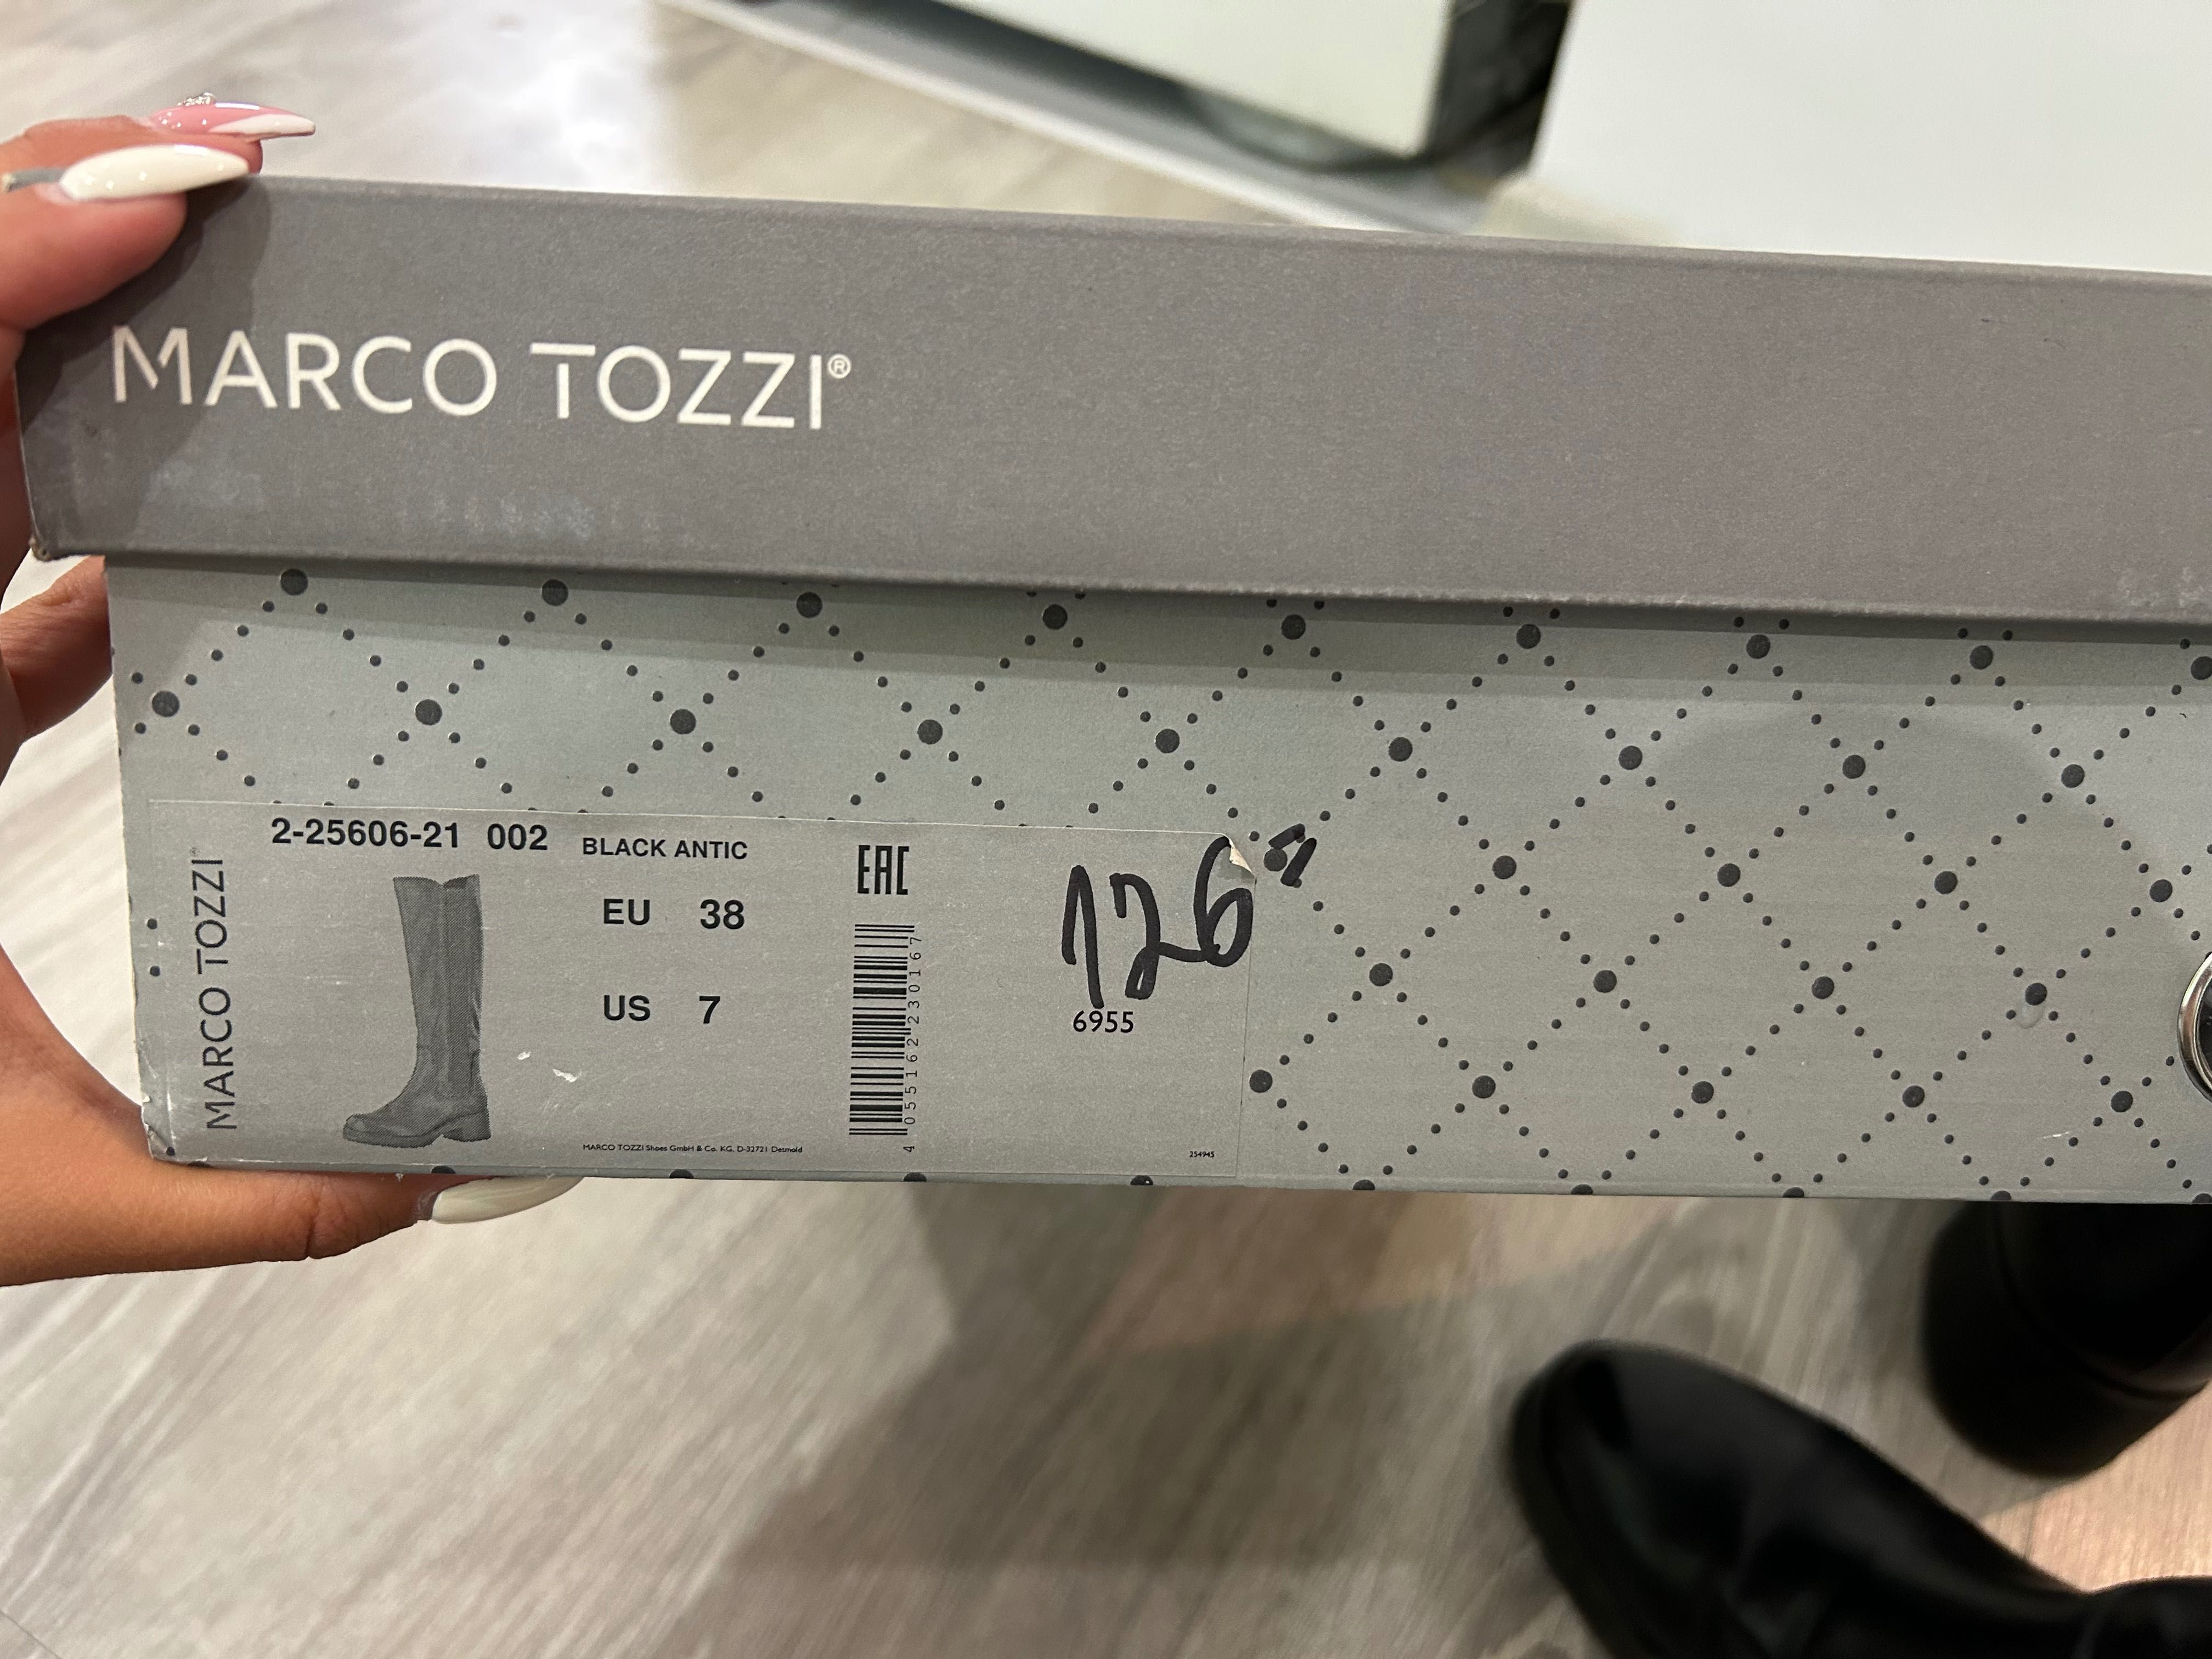 MARCO TOZZI®
2-25606-21 002 BLACK ANTIC
MARCO TOZZI
EU 38
US 7
EAC
4 055162 230167
126
6955
MARCO TOZZI Shoes GmbH & Co. KG. D-32721 Detmold
254945